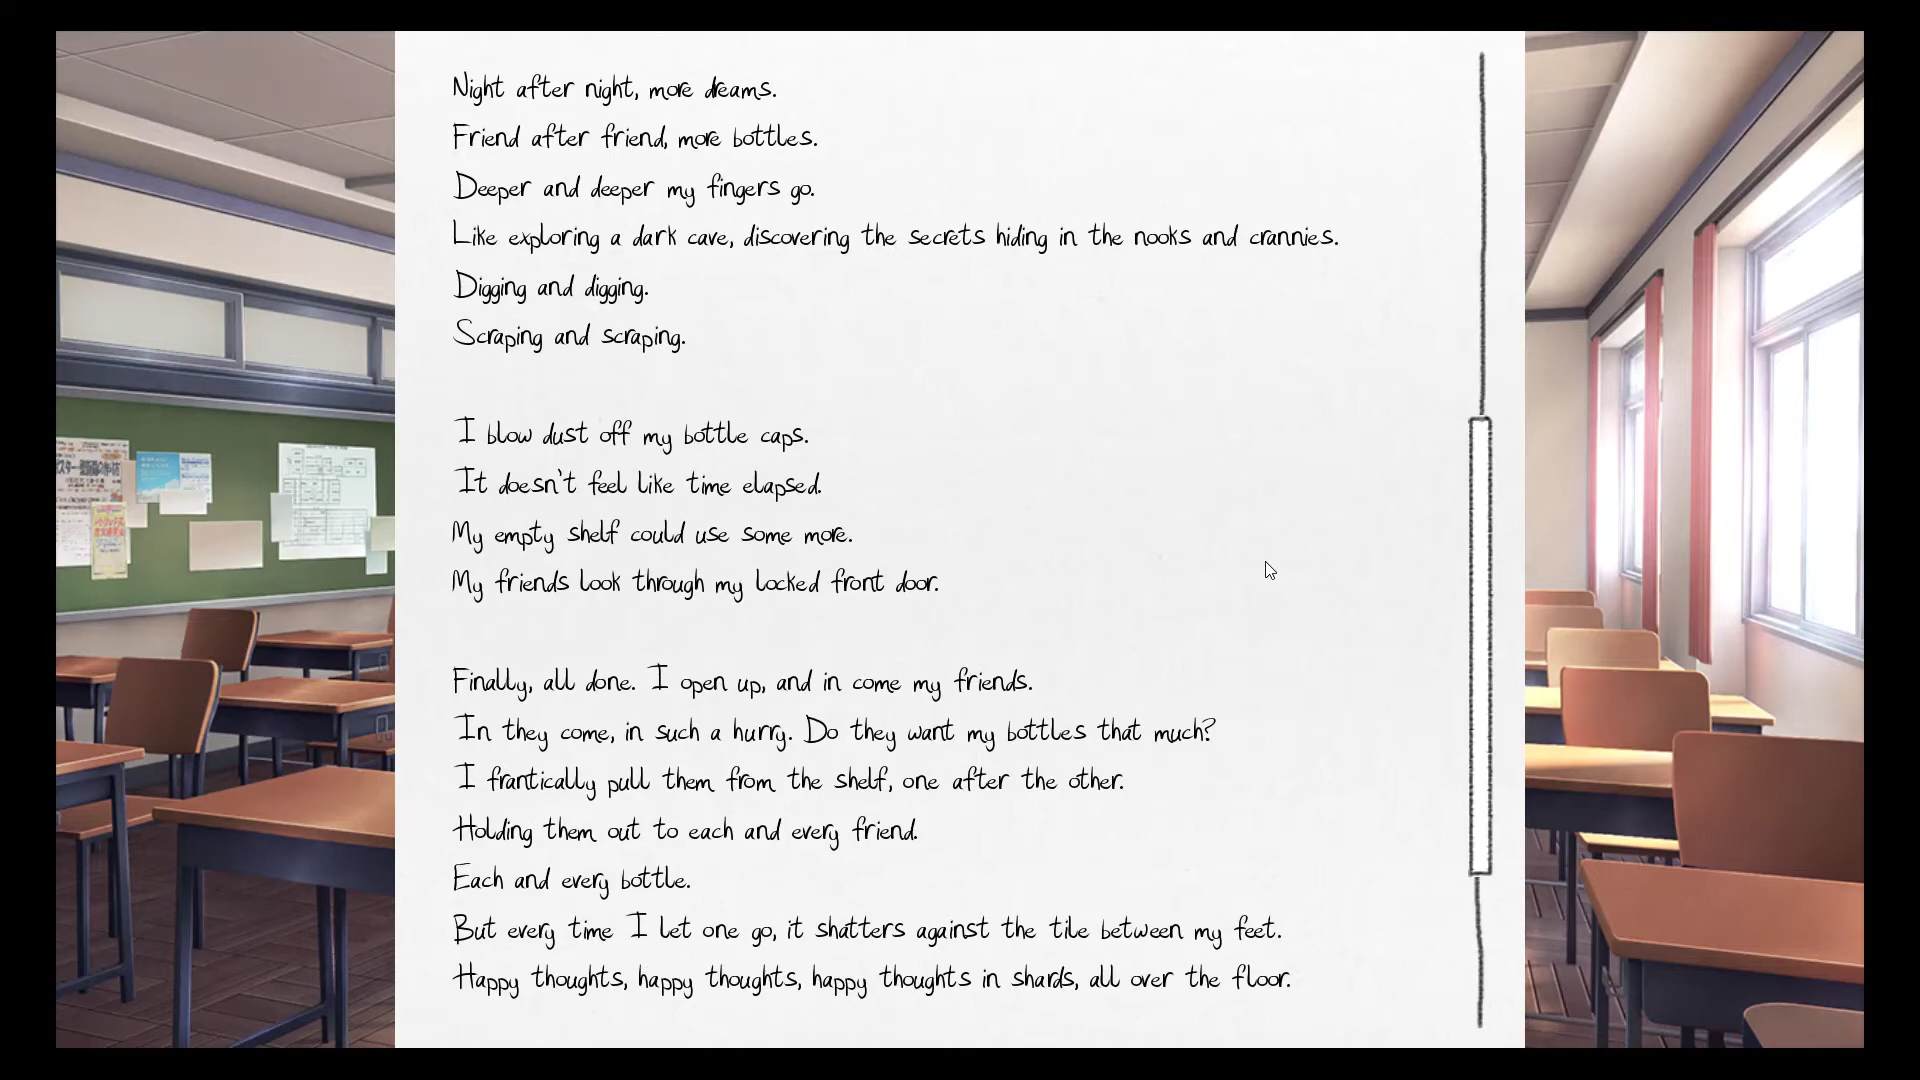 Night after night, more dreams.
Friend after friend, more bottles.
Deeper and deeper my fingers go.
Like exploring a dark cave, discovering the secrets hiding in the nooks and crannies.
Digging and digging.
Scraping and scraping.
I blow dust off my bottle caps.
It doesn't feel like time elapsed.
My empty shelf could use some more.
My friends look through my locked front door.
Finally, all done. I open up, and in come my friends.
In they come, in such a hurry. Do they want my bottles that much?
I frantically pull them from the shelf, one after the other.
Holding them out to each and every friend.
Each and every bottle.
But every time I let one go, it shatters against the tile between my feet.
Happy thoughts, happy thoughts, happy thoughts in shards, all over the floor.